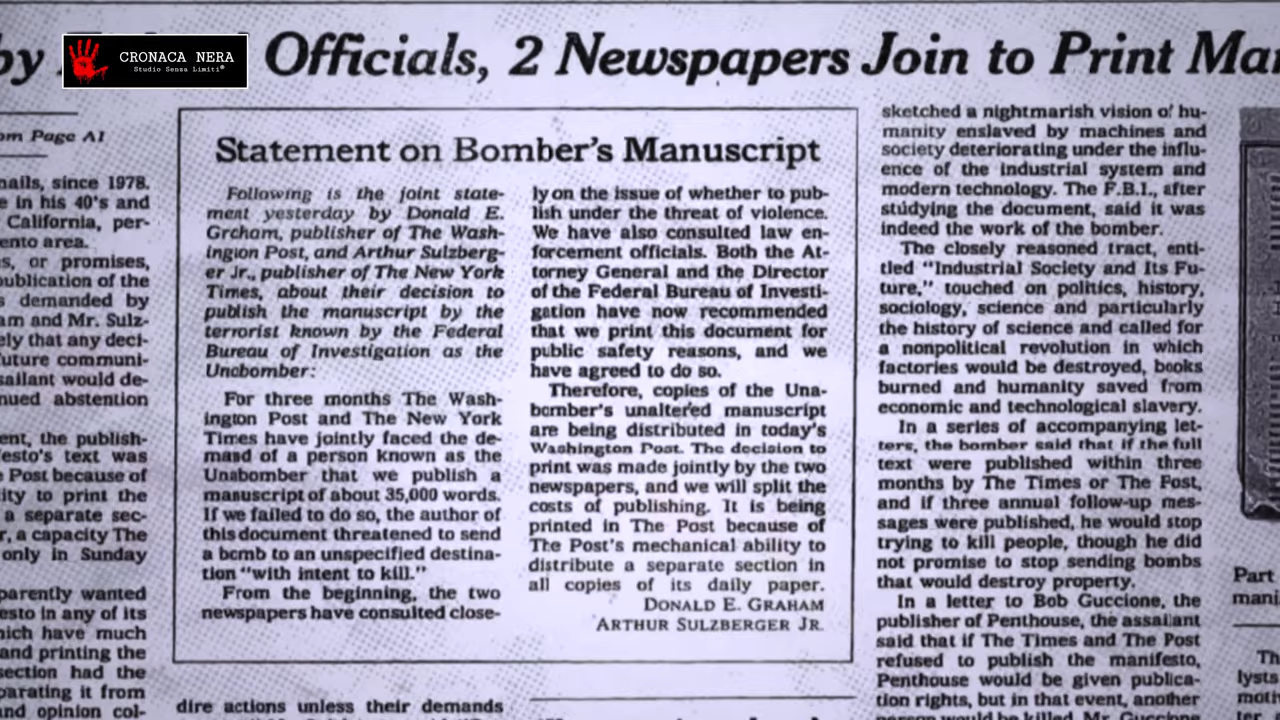 CRONACA NERA
Studio Senza Limiti®
by
Officials, 2 Newspapers Join to Print
om Page A1
nails, since 1978.
e in his 40's and
California, per-
ento area.
s, or promises,
publication of the
s demanded by
am and Mr. Sulz-
ely that any deci-
future communi-
sailant would de-
nued abstention
ent, the publish-
festo's text was
Post because of
ity to print the
a separate sec-
r, a capacity The
only in Sunday
parently wanted
esto in any of its
hich have much
and printing the
section had the
parating it from
and opinion col-
Statement on Bomber's Manuscript
Following is the joint state-
ment yesterday by Donald E.
Graham, publisher of The Wash-
ington Post, and Arthur Sulzberg-
er Jr., publisher of The New York
Times, about their decision to
publish the manuscript by the
terrorist known by the Federal
Bureau of Investigation as the
Unabomber:
For three months The Wash-
ington Post and The New York
Times have jointly faced the de-
mand of a person known as the
Unabomber that we publish a
manuscript of about 35,000 words.
If we failed to do so, the author of
this document threatened to send
a bomb to an unspecified destina-
tion "with intent to kill."
From the beginning, the two
newspapers have consulted close-
ly on the issue of whether to pub-
lish under the threat of violence.
We have also consulted law en-
forcement officials. Both the At-
torney General and the Director
of the Federal Bureau of Investi-
gation have now recommended
that we print this document for
public safety reasons, and we
have agreed to do so.
Therefore, copies of the Una-
bomber's unaltered manuscript
are being distributed in today's
Washington Post. The decision to
print was made jointly by the two
newspapers, and we will split the
costs of publishing. It is being
printed in The Post because of
The Post's mechanical ability to
distribute a separate section in
all copies of its daily paper.
DONALD E. GRAHAM
ARTHUR SULZBERGER JR.
dire actions unless their demands
sketched a nightmarish vision of hu-
manity enslaved by machines and
society deteriorating under the influ-
ence of the industrial system and
modern technology. The F.B.I., after
studying the document, said it was
indeed the work of the bomber.
The closely reasoned tract, enti-
tled "Industrial Society and Its Fu-
ture," touched on politics, history,
sociology, science and particularly
the history of science and called for
a nonpolitical revolution in which
factories would be destroyed, books
burned and humanity saved from
economic and technological slavery.
In a series of accompanying let-
ters, the bomber said that if the full
text were published within three
months by The Times or The Post,
and if three annual follow-up mes-
sages were published, he would stop
trying to kill people, though he did
not promise to stop sending bombs
that would destroy property.
In a letter to Bob Guccione, the
publisher of Penthouse, the assailant
said that if The Times and The Post
refused to publish the manifesto,
Penthouse would be given publica-
tion rights, but in that event, another
person would be killed. Mr. Guccione
Part
mani
Th
lysts
moti
ter.